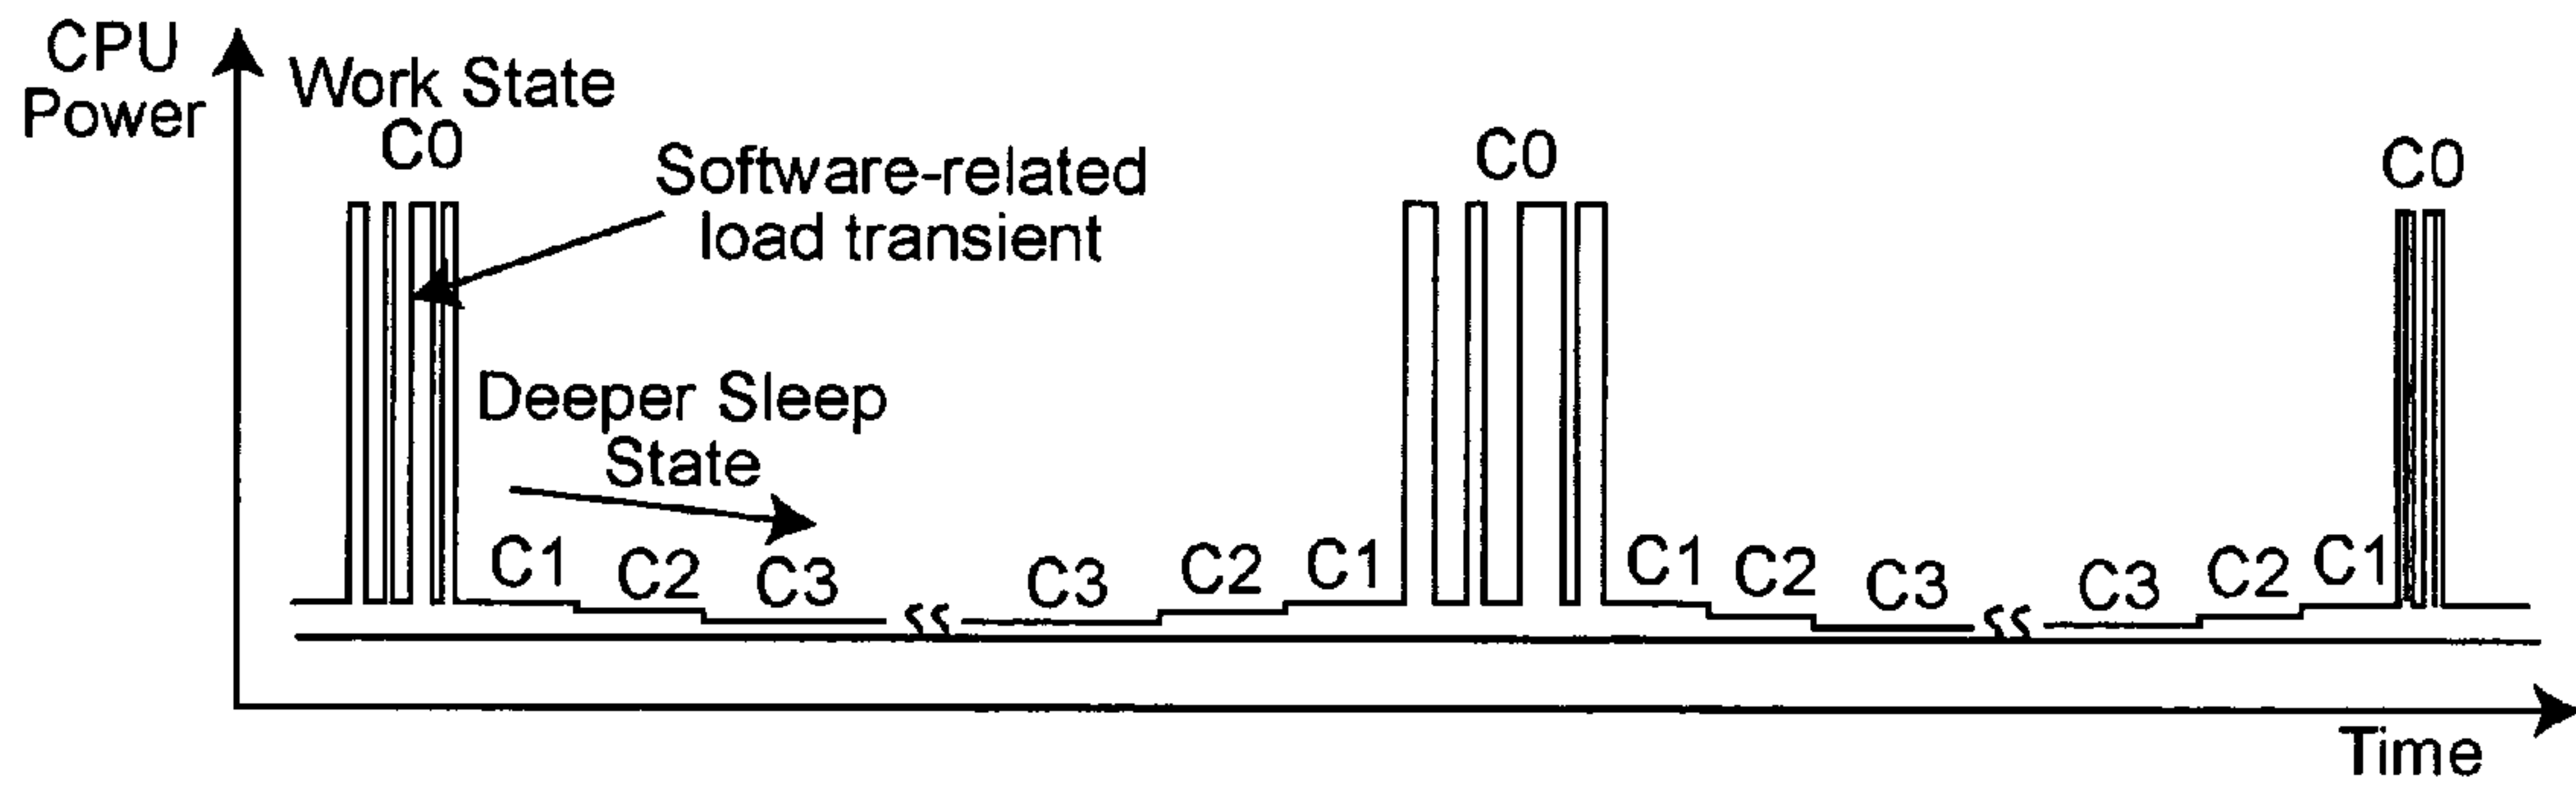 CPU
Power
Work State
C0
Software-related
load transient
C0
C0
Deeper Sleep
State
C1
C2
C3
C3
C2
C1
C1
C2
C3
C3
C2
C1
Time